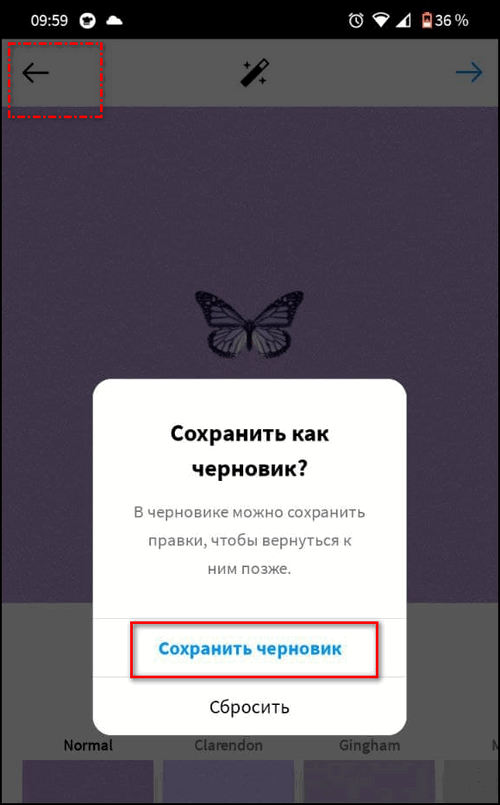 09:59
36 %
Сохранить как
черновик?
В черновике можно сохранить
правки, чтобы вернуться к
ним позже.
Сохранить черновик
Сбросить
Normal
Clarendon
Gingham
M